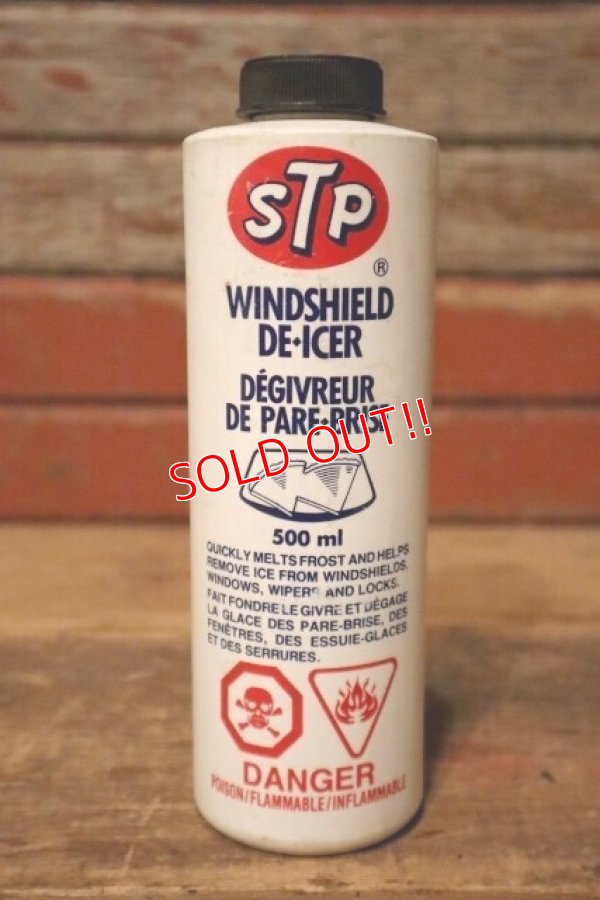 STP
®
WINDSHIELD
DE•ICER
DÉGIVREUR
DE PARE•BRISE
SOLD OUT!!
500 ml
QUICKLY MELTS FROST AND HELPS
REMOVE ICE FROM WINDSHIELDS,
WINDOWS, WIPERS AND LOCKS.
FAIT FONDRE LE GIVRE ET DÉGAGE
LA GLACE DES PARE-BRISE, DES
FENÊTRES, DES ESSUIE-GLACES
ET DES SERRURES.
DANGER
POISON/FLAMMABLE/INFLAMMABLE